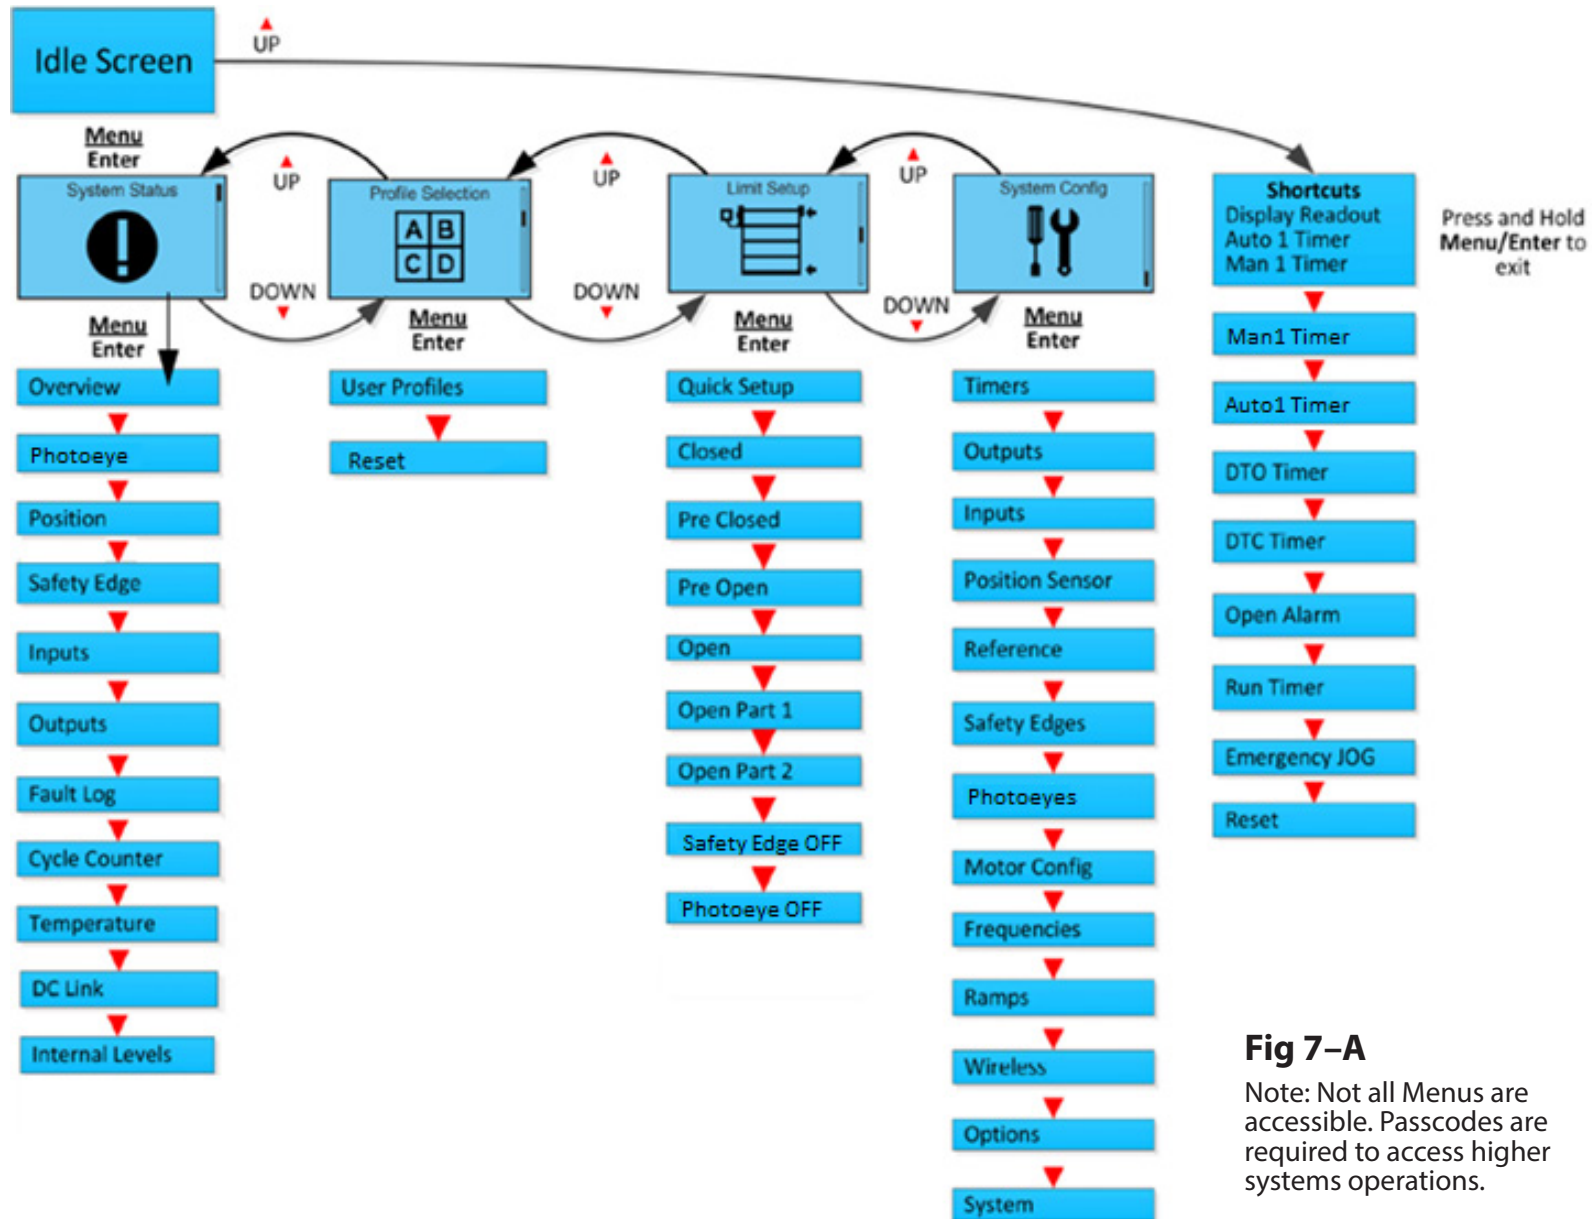 Idle Screen
UP
Menu
Enter
System Status
UP
DOWN
Profile Selection
A B
C D
UP
DOWN
Limit Setup
UP
DOWN
System Config
Shortcuts
Display Readout
Auto 1 Timer
Man 1 Timer
Press and Hold
Menu/Enter to
exit
Menu
Enter
Overview
Photoeye
Position
Safety Edge
Inputs
Outputs
Fault Log
Cycle Counter
Temperature
DC Link
Internal Levels
Menu
Enter
User Profiles
Reset
Menu
Enter
Quick Setup
Closed
Pre Closed
Pre Open
Open
Open Part 1
Open Part 2
Safety Edge OFF
Photoeye OFF
Menu
Enter
Timers
Outputs
Inputs
Position Sensor
Reference
Safety Edges
Photoeyes
Motor Config
Frequencies
Ramps
Wireless
Options
System
Man1 Timer
Auto1 Timer
DTO Timer
DTC Timer
Open Alarm
Run Timer
Emergency JOG
Reset
Fig 7–A
Note: Not all Menus are
accessible. Passcodes are
required to access higher
systems operations.